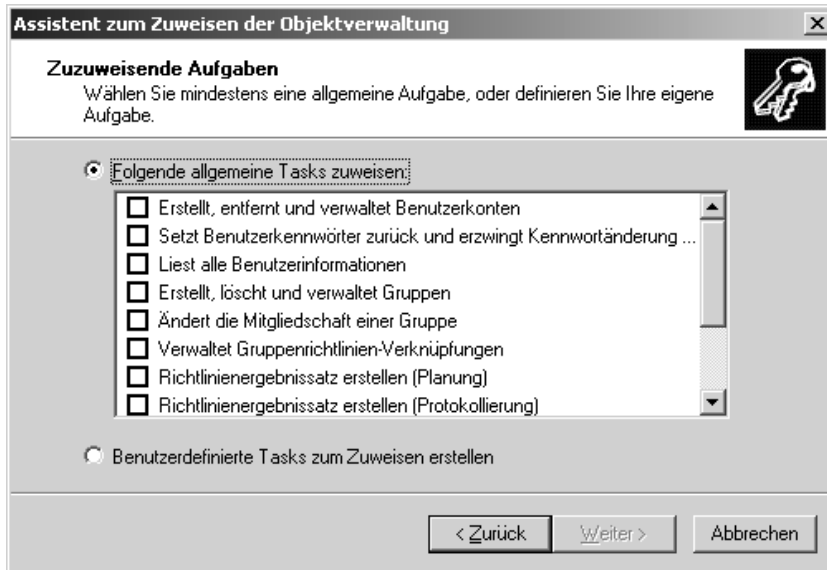 Assistent zum Zuweisen der Objektverwaltung
Zuzuweisende Aufgaben
Wählen Sie mindestens eine allgemeine Aufgabe, oder definieren Sie Ihre eigene
Aufgabe.
Folgende allgemeine Tasks zuweisen:
Erstellt, entfernt und verwaltet Benutzerkonten
Setzt Benutzerkennwörter zurück und erzwingt Kennwortänderung ...
Liest alle Benutzerinformationen
Erstellt, löscht und verwaltet Gruppen
Ändert die Mitgliedschaft einer Gruppe
Verwaltet Gruppenrichtlinien-Verknüpfungen
Richtlinienergebnissatz erstellen (Planung)
Richtlinienergebnissatz erstellen (Protokollierung)
Benutzerdefinierte Tasks zum Zuweisen erstellen
< Zurück Weiter > Abbrechen